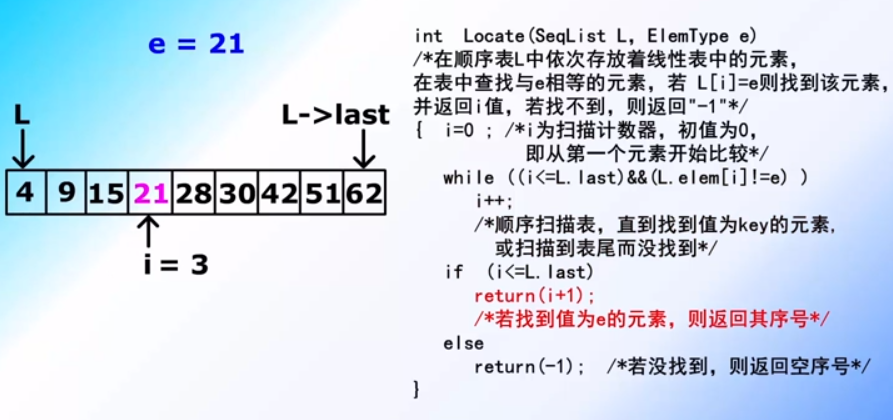 e = 21
L
L->last
4 9 15 21 28 30 42 51 62
i = 3
int Locate(SeqList L, ElemType e)
/*在顺序表L中依次存放着线性表中的元素,
在表中查找与e相等的元素, 若 L[i]=e则找到该元素,
并返回i值, 若找不到, 则返回"-1"*/
{ i=0 ; /*i为扫描计数器, 初值为0,
即从第一个元素开始比较*/
while ((i<=L.last)&&(L.elem[i]!=e) )
i++;
/*顺序扫描表, 直到找到值为key的元素,
或扫描到表尾而没找到*/
if (i<=L.last)
return(i+1);
/*若找到值为e的元素, 则返回其序号*/
else
return(-1); /*若没找到, 则返回空序号*/
}